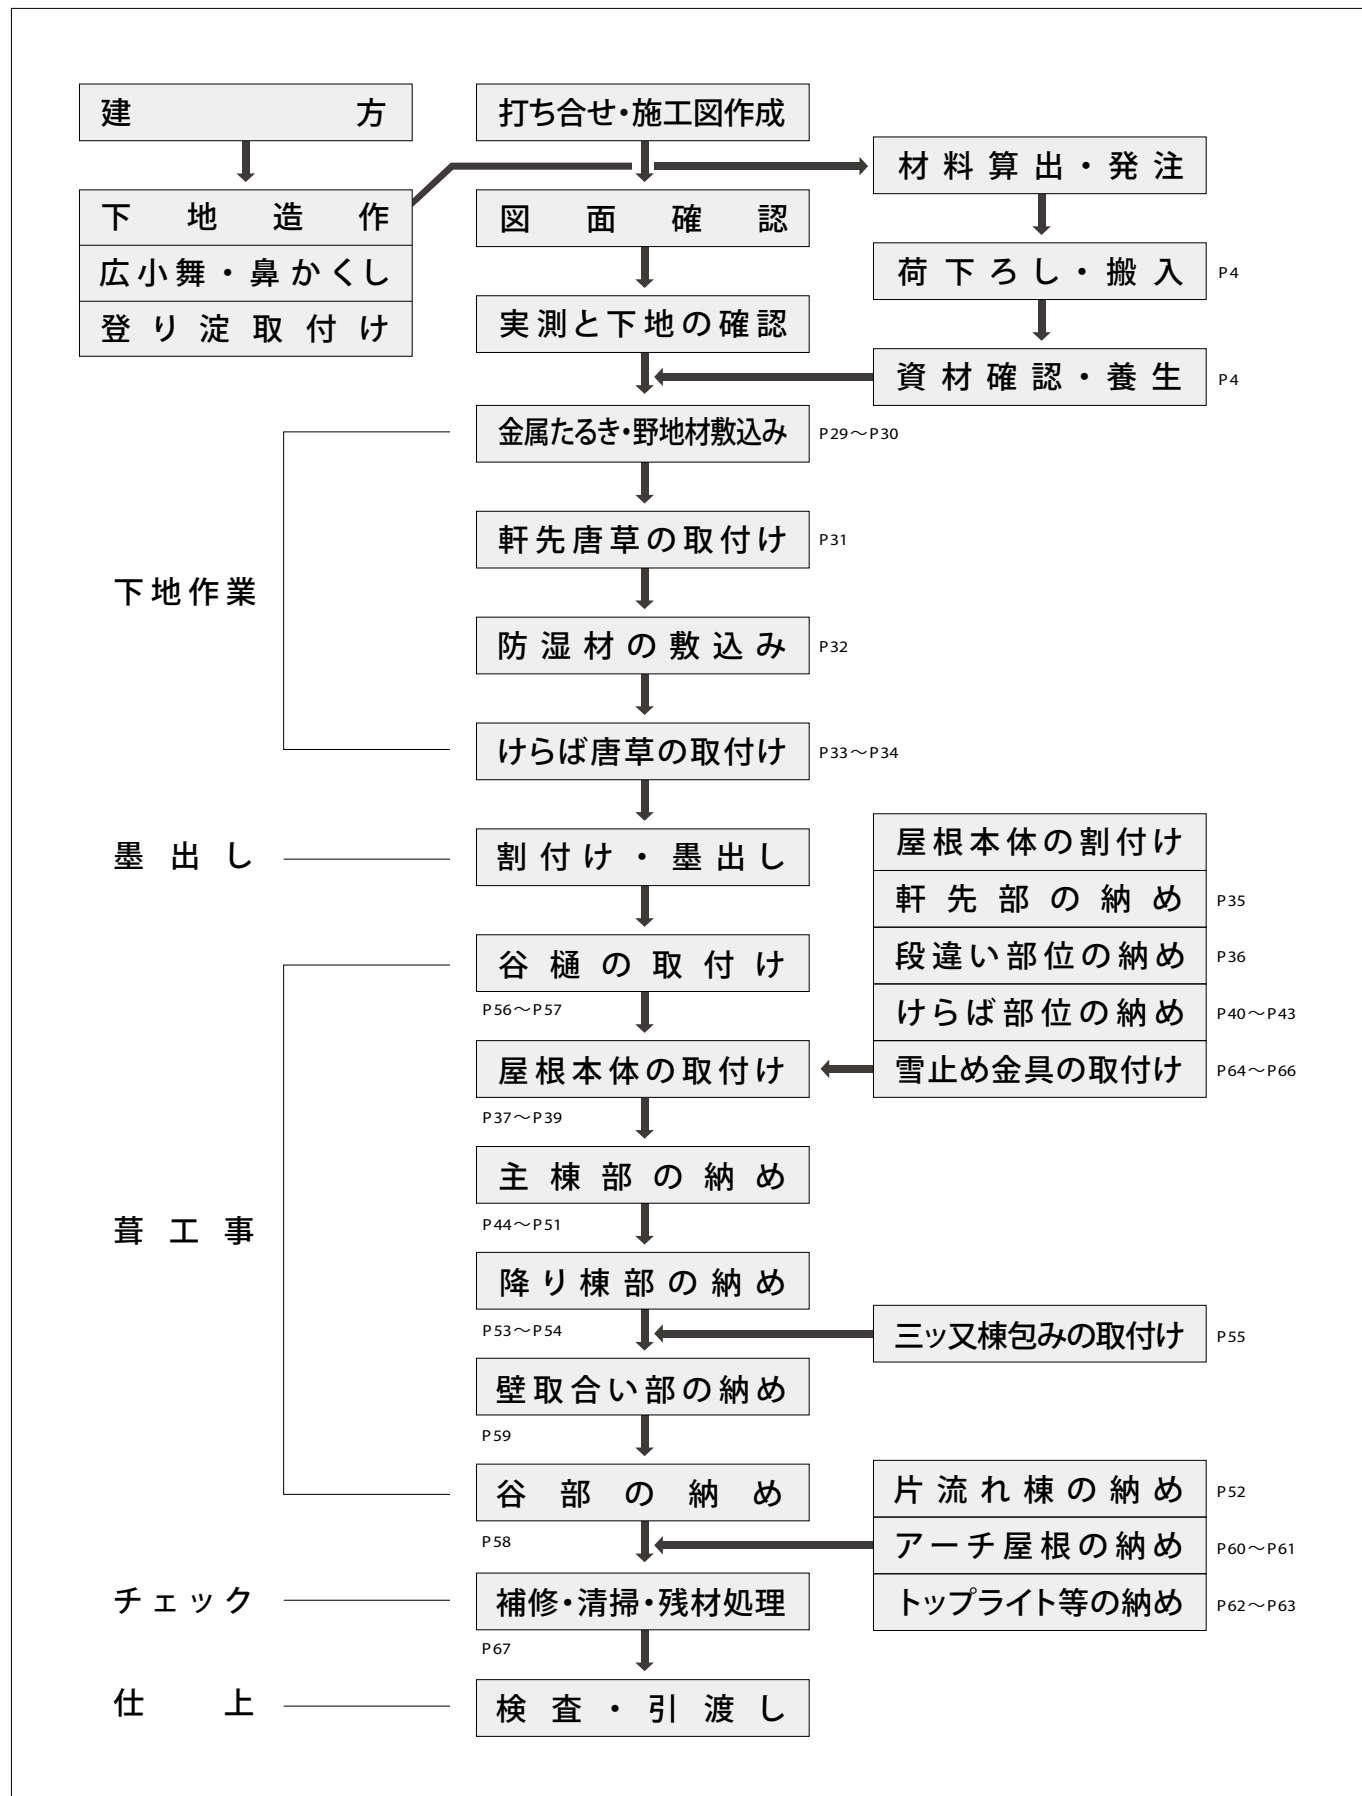 建方
打ち合せ・施工図作成
材料算出・発注
下地造作
図面確認
広小舞・鼻かくし
荷下ろし・搬入 P4
登り淀取付け
実測と下地の確認
資材確認・養生 P4
金属たるき・野地材敷込み P29〜P30
軒先唐草の取付け P31
下地作業
防湿材の敷込み P32
けらば唐草の取付け P33〜P34
墨出し
割付け・墨出し
屋根本体の割付け
軒先部の納め P35
段違い部位の納め P36
けらば部位の納め P40〜P43
雪止め金具の取付け P64〜P66
谷樋の取付け
P56〜P57
屋根本体の取付け
P37〜P39
主棟部の納め
P44〜P51
葺工事
降り棟部の納め
P53〜P54
三ッ又棟包みの取付け P55
壁取合い部の納め
P59
谷部の納め
P58
片流れ棟の納め P52
アーチ屋根の納め P60〜P61
トップライト等の納め P62〜P63
チェック
補修・清掃・残材処理
P67
仕上
検査・引渡し